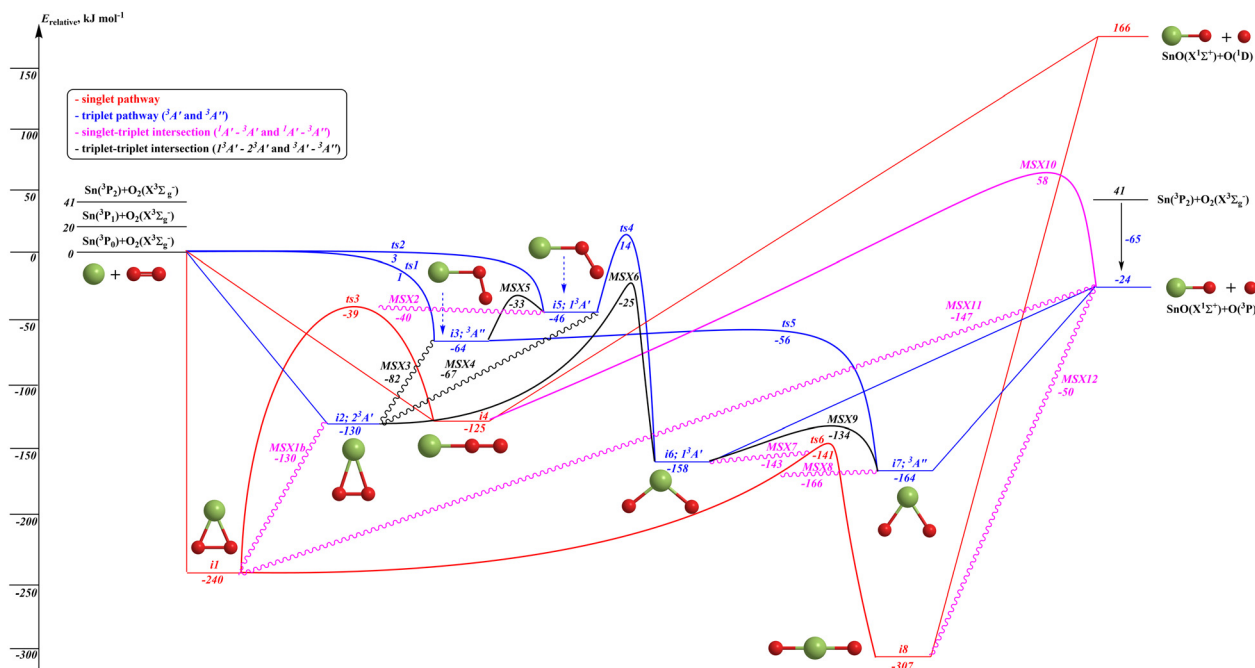 E_relative, kJ mol⁻¹
150
100
50
0
-50
-100
-150
-200
-250
-300
- singlet pathway
- triplet pathway (³A′ and ³A″)
- singlet-triplet intersection (¹A′ - ³A′ and ¹A′ - ³A″)
- triplet-triplet intersection (1³A′ - 2³A′ and ³A′ - ³A″)
Sn(³P₂)+O₂(X³Σg⁻)
41
Sn(³P₁)+O₂(X³Σg⁻)
20
Sn(³P₀)+O₂(X³Σg⁻)
0
+
ts2
3
ts1
1
ts3
-39
MSX2
-40
MSX5
-33
i5; 1³A′
-46
i3; ³A″
-64
MSX3
-82
MSX4
-67
ts4
14
MSX6
-25
i2; 2³A′
-130
i4
-125
MSX1b
-130
i1
-240
i6; 1³A′
-158
MSX7
-143
MSX8
-166
ts6
-141
MSX9
-134
ts5
-56
i7; ³A″
-164
i8
-307
MSX11
-147
MSX12
-50
MSX10
58
166
+
SnO(X¹Σ⁺)+O(¹D)
41
Sn(³P₂)+O₂(X³Σg⁻)
-65
-24
+
SnO(X¹Σ⁺)+O(³P)